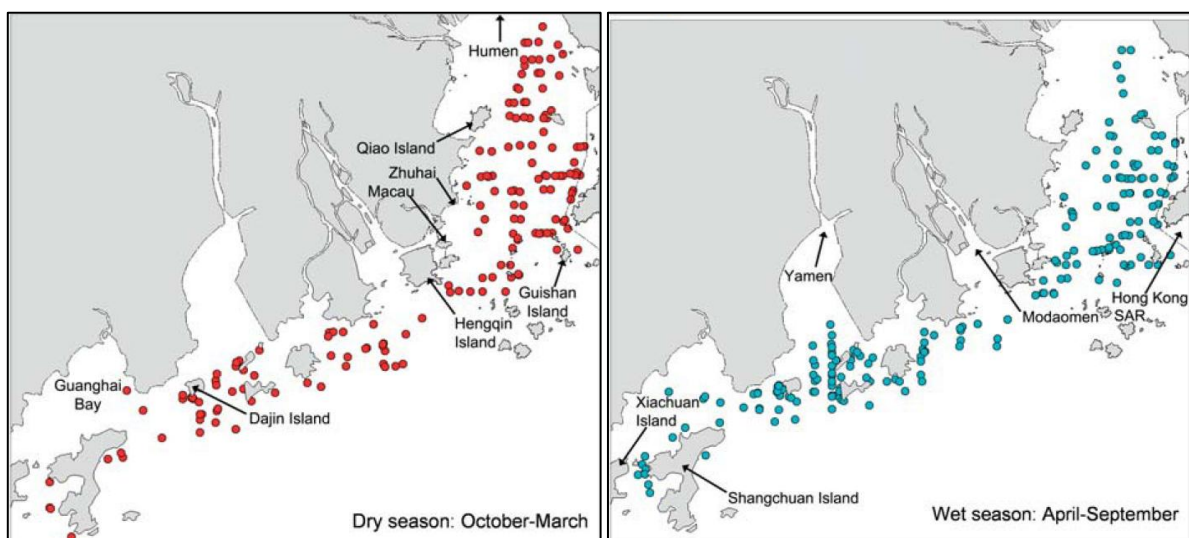 Humen
Qiao Island
Zhuhai
Macau
Guishan
Island
Hengqin
Island
Guanghai
Bay
Dajin Island
Dry season: October-March
Yamen
Hong Kong
SAR
Modaomen
Xiachuan
Island
Shangchuan Island
Wet season: April-September